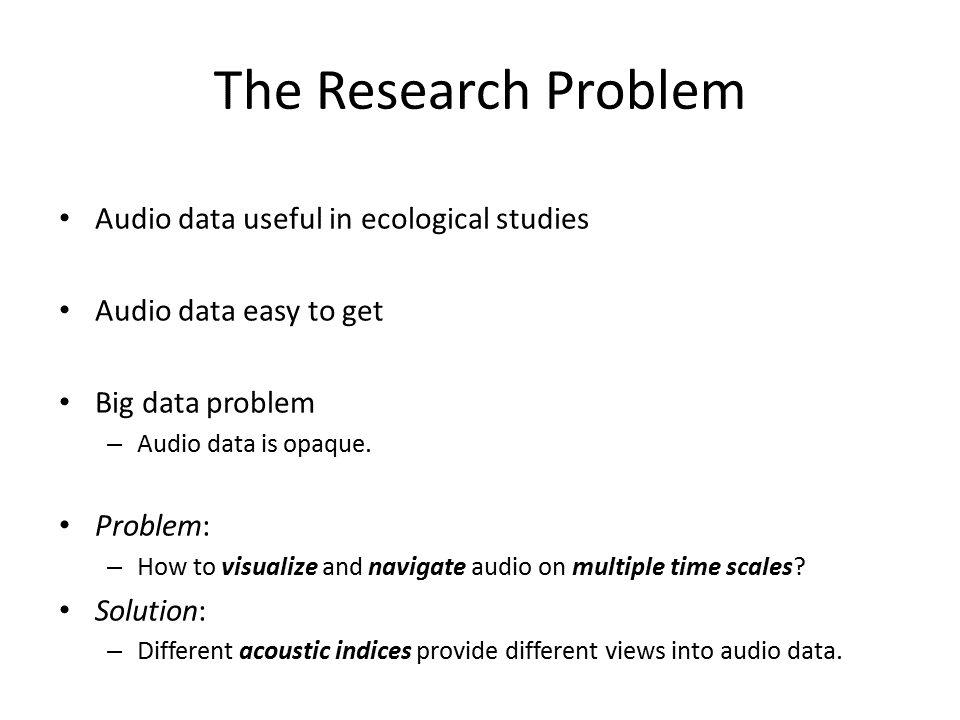 The Research Problem
• Audio data useful in ecological studies
• Audio data easy to get
• Big data problem
– Audio data is opaque.
• Problem:
– How to visualize and navigate audio on multiple time scales?
• Solution:
– Different acoustic indices provide different views into audio data.